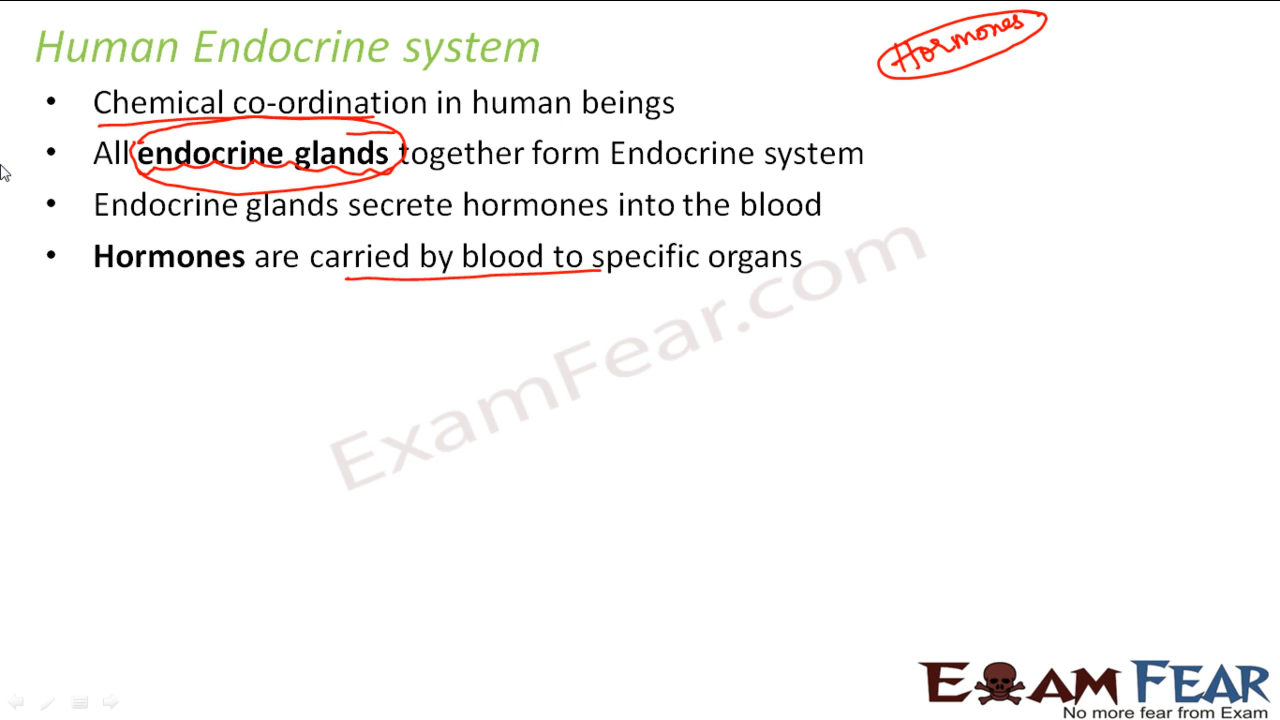 Human Endocrine system
Hormones
• Chemical co-ordination in human beings
• All endocrine glands together form Endocrine system
• Endocrine glands secrete hormones into the blood
• Hormones are carried by blood to specific organs
ExamFear.com
EXAM FEAR
No more fear from Exam